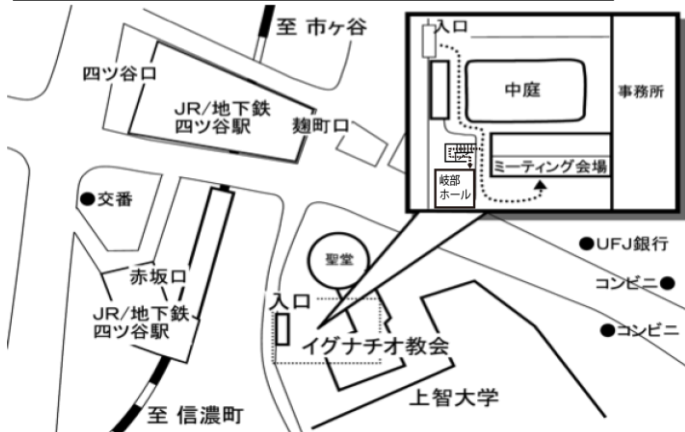 至 市ヶ谷
四ツ谷口
JR/地下鉄
四ツ谷駅
麹町口
交番
赤坂口
JR/地下鉄
四ツ谷駅
至 信濃町
聖堂
入口
イグナチオ教会
上智大学
UFJ銀行
コンビニ
コンビニ
入口
中庭
事務所
ミーティング会場
岐部
ホール